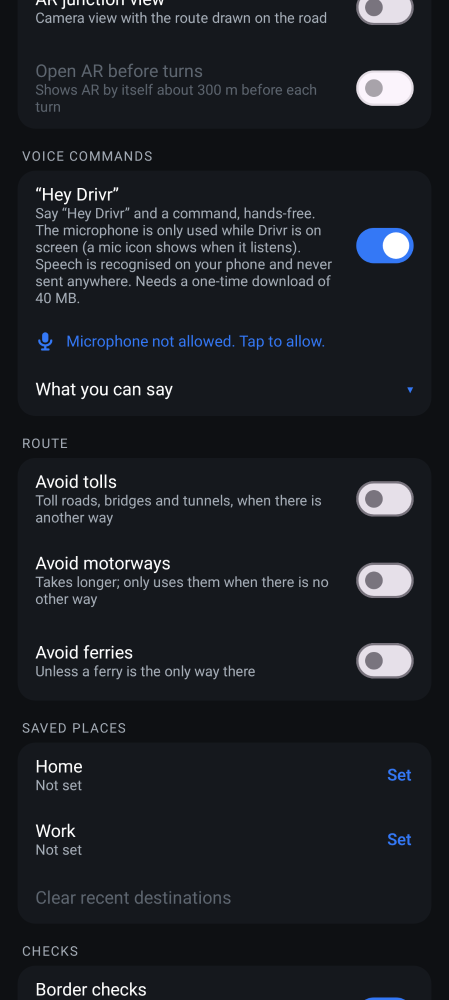 AR junction view
Camera view with the route drawn on the road
Open AR before turns
Shows AR by itself about 300 m before each
turn
VOICE COMMANDS
“Hey Drivr”
Say “Hey Drivr” and a command, hands-free.
The microphone is only used while Drivr is on
screen (a mic icon shows when it listens).
Speech is recognised on your phone and never
sent anywhere. Needs a one-time download of
40 MB.
Microphone not allowed. Tap to allow.
What you can say
ROUTE
Avoid tolls
Toll roads, bridges and tunnels, when there is
another way
Avoid motorways
Takes longer; only uses them when there is no
other way
Avoid ferries
Unless a ferry is the only way there
SAVED PLACES
Home
Not set
Set
Work
Not set
Set
Clear recent destinations
CHECKS
Border checks